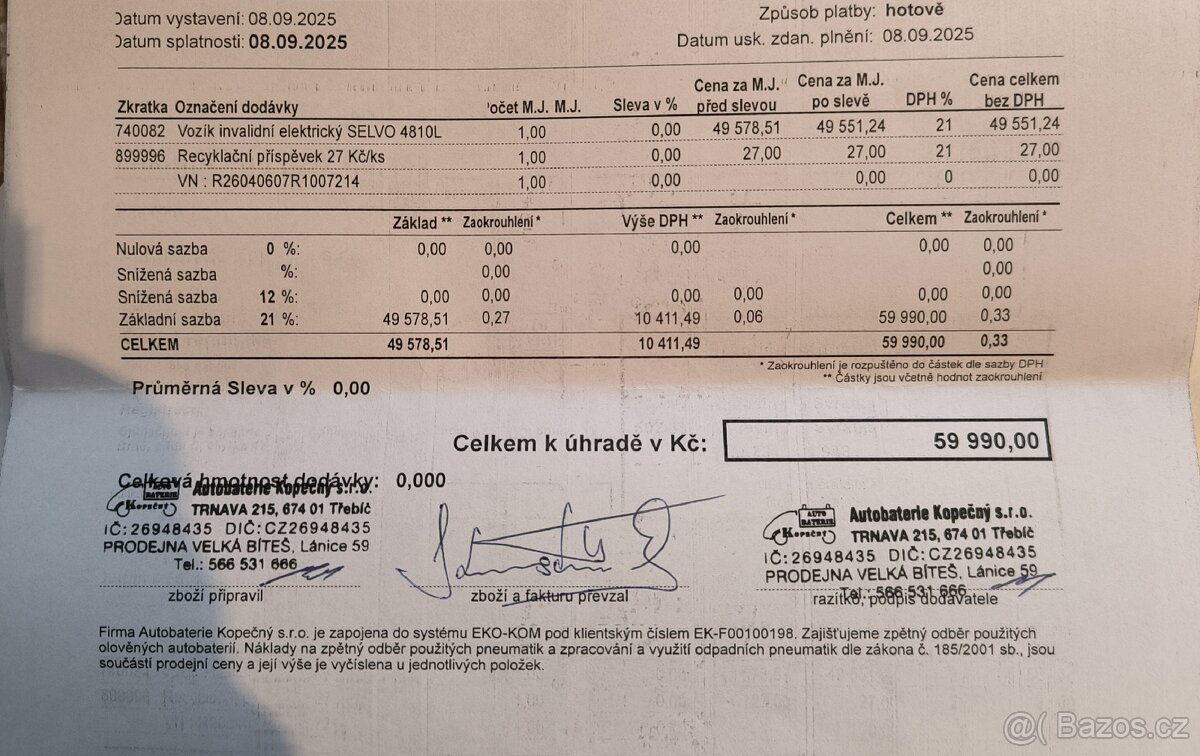 Datum vystavení: 08.09.2025
Způsob platby: hotově
Datum splatnosti: 08.09.2025
Datum usk. zdan. plnění: 08.09.2025
Zkratka Označení dodávky 'očet M.J. M.J. Sleva v % Cena za M.J. před slevou Cena za M.J. po slevě DPH % Cena celkem bez DPH
740082 Vozík invalidní elektrický SELVO 4810L 1,00 0,00 49 578,51 49 551,24 21 49 551,24
899996 Recyklační příspěvek 27 Kč/ks 1,00 0,00 27,00 27,00 21 27,00
VN : R26040607R1007214 1,00 0,00 0,00 0 0,00
Základ ** Zaokrouhlení * Výše DPH ** Zaokrouhlení * Celkem ** Zaokrouhlení *
Nulová sazba 0 %: 0,00 0,00 0,00 0,00 0,00
Snížená sazba %: 0,00 0,00
Snížená sazba 12 %: 0,00 0,00 0,00 0,00 0,00 0,00
Základní sazba 21 %: 49 578,51 0,27 10 411,49 0,06 59 990,00 0,33
CELKEM 49 578,51 10 411,49 59 990,00 0,33
* Zaokrouhlení je rozpuštěno do částek dle sazby DPH
** Částky jsou včetně hodnot zaokrouhlení
Průměrná Sleva v % 0,00
Celkem k úhradě v Kč: 59 990,00
Celková hmotnost dodávky: 0,000
AUTO BATERIE Kopečný
Autobaterie Kopečný s.r.o.
TRNAVA 215, 674 01 Třebíč
IČ: 26948435 DIČ: CZ26948435
PRODEJNA VELKÁ BÍTEŠ, Lánice 59
Tel.: 566 531 666
zboží připravil
zboží a fakturu převzal
AUTO BATERIE Kopečný
Autobaterie Kopečný s.r.o.
TRNAVA 215, 674 01 Třebíč
IČ: 26948435 DIČ: CZ26948435
PRODEJNA VELKÁ BÍTEŠ, Lánice 59
Tel.: 566 531 666
razítko, podpis dodavatele
Firma Autobaterie Kopečný s.r.o. je zapojena do systému EKO-KOM pod klientským číslem EK-F00100198. Zajišťujeme zpětný odběr použitých
olověných autobaterií. Náklady na zpětný odběr použitých pneumatik a zpracování a využití odpadních pneumatik dle zákona č. 185/2001 sb., jsou
součástí prodejní ceny a její výše je vyčíslena u jednotlivých položek.
@( Bazos.cz